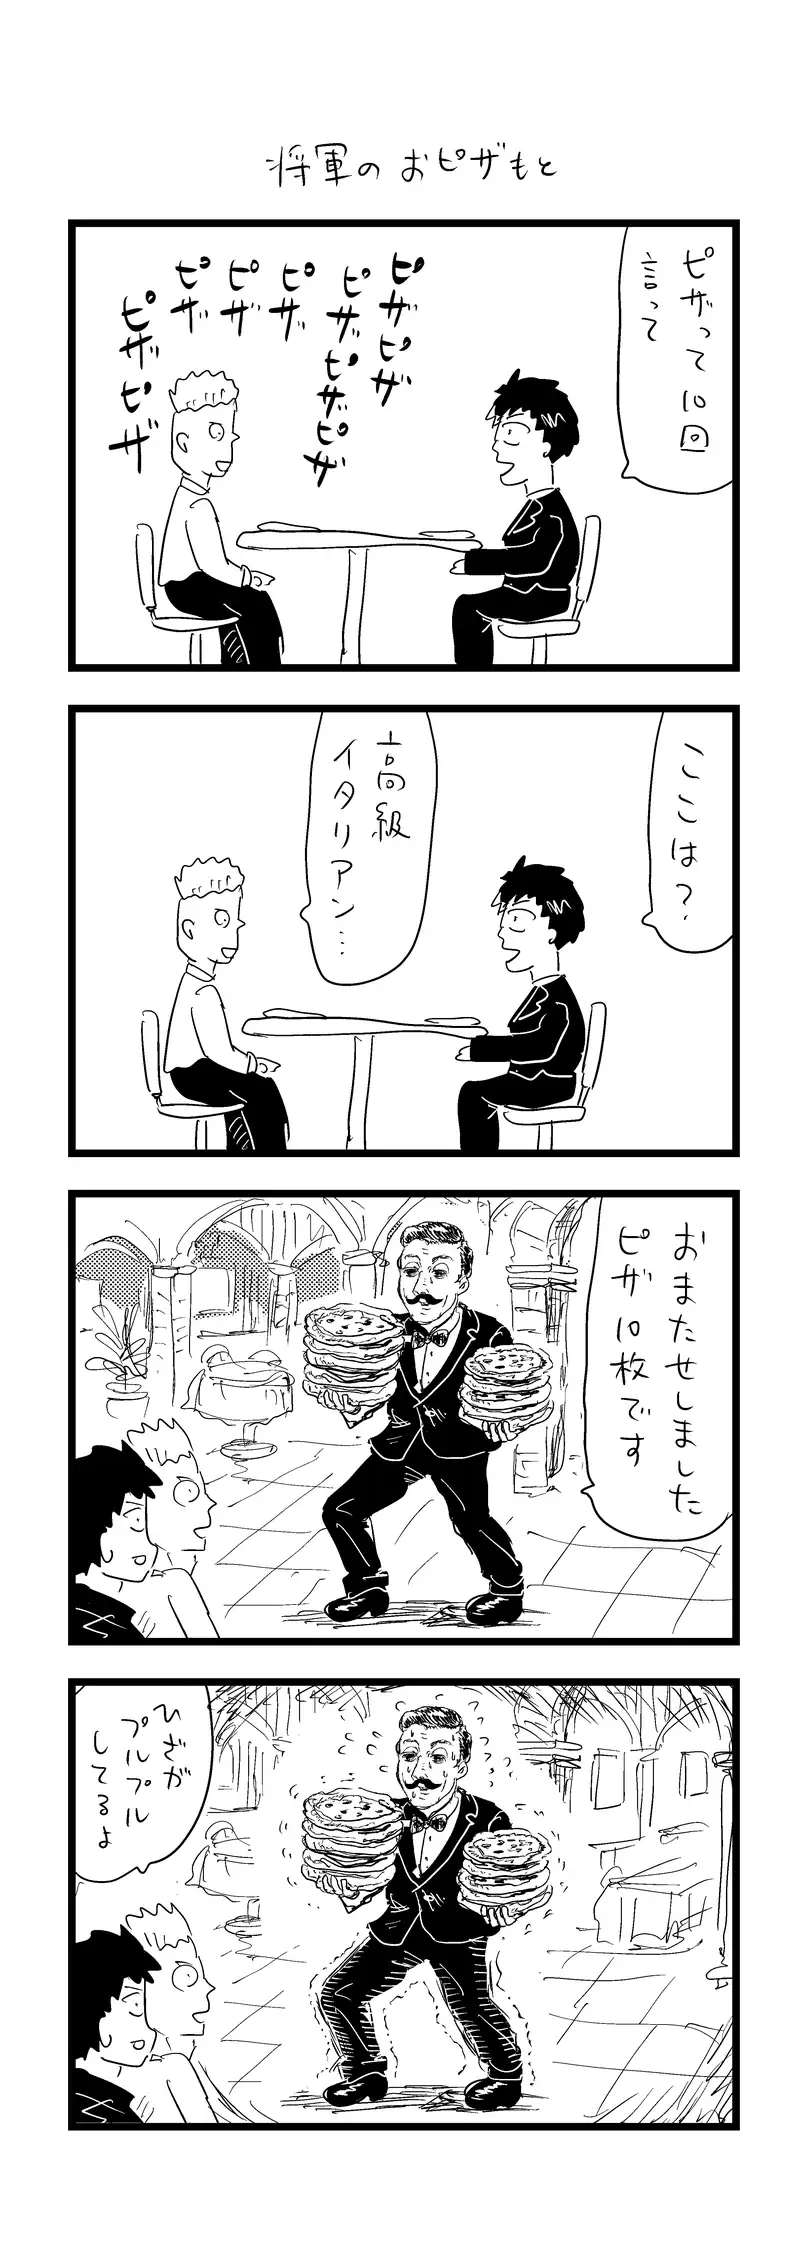 将軍のおピザもと
ピザって10回
言って
ピザピザ
ピザピザピザ
ピザ
ピザ
ピザ
ピザピザ
ここは？
高級
イタリアン…
おまたせしました
ピザ10枚です
ひざが
プルプル
してるよ